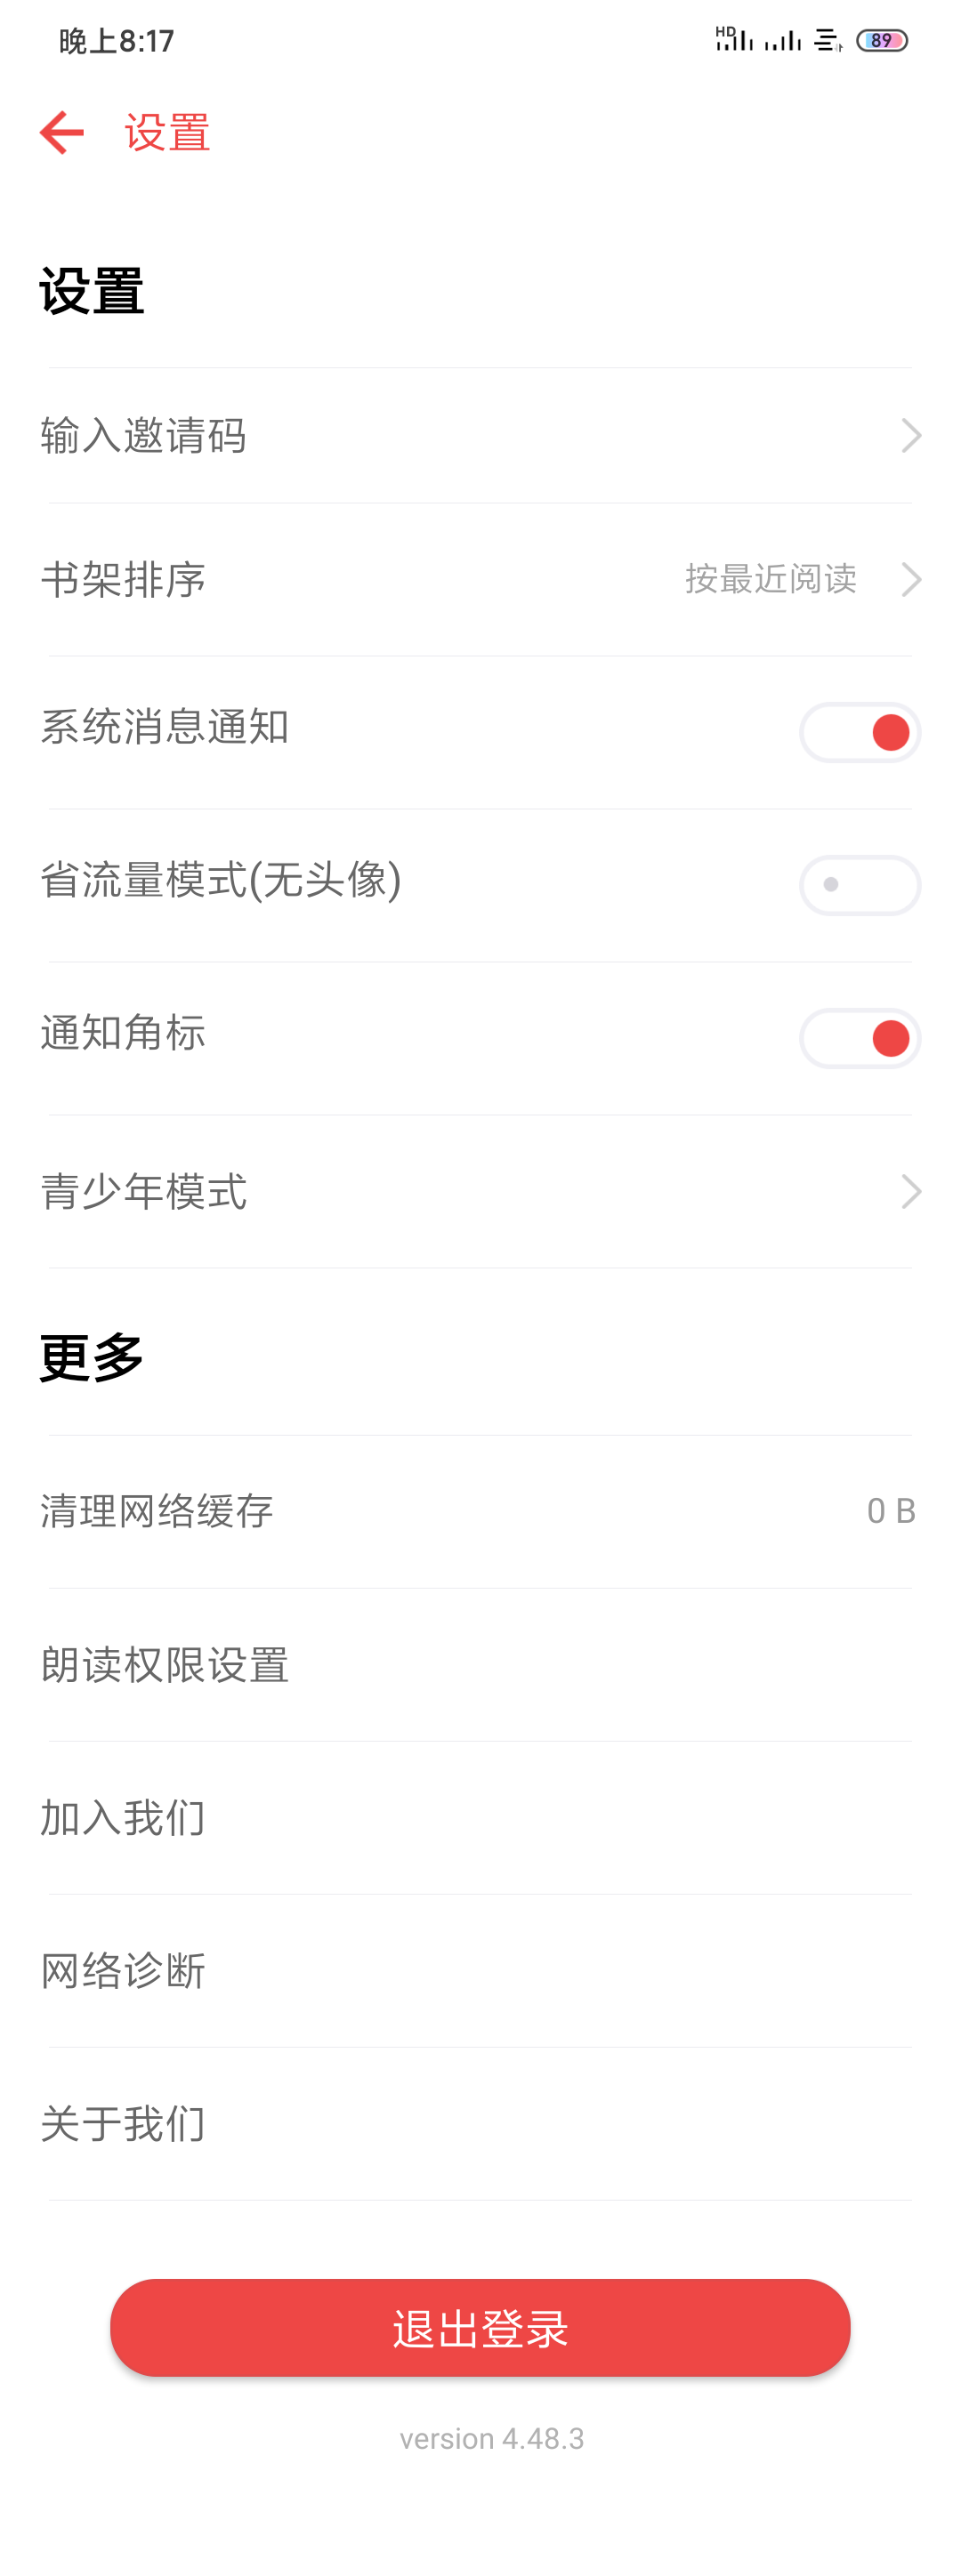 晚上8:17
HD
89
设置
设置
输入邀请码
书架排序 按最近阅读
系统消息通知
省流量模式(无头像)
通知角标
青少年模式
更多
清理网络缓存 0 B
朗读权限设置
加入我们
网络诊断
关于我们
退出登录
version 4.48.3